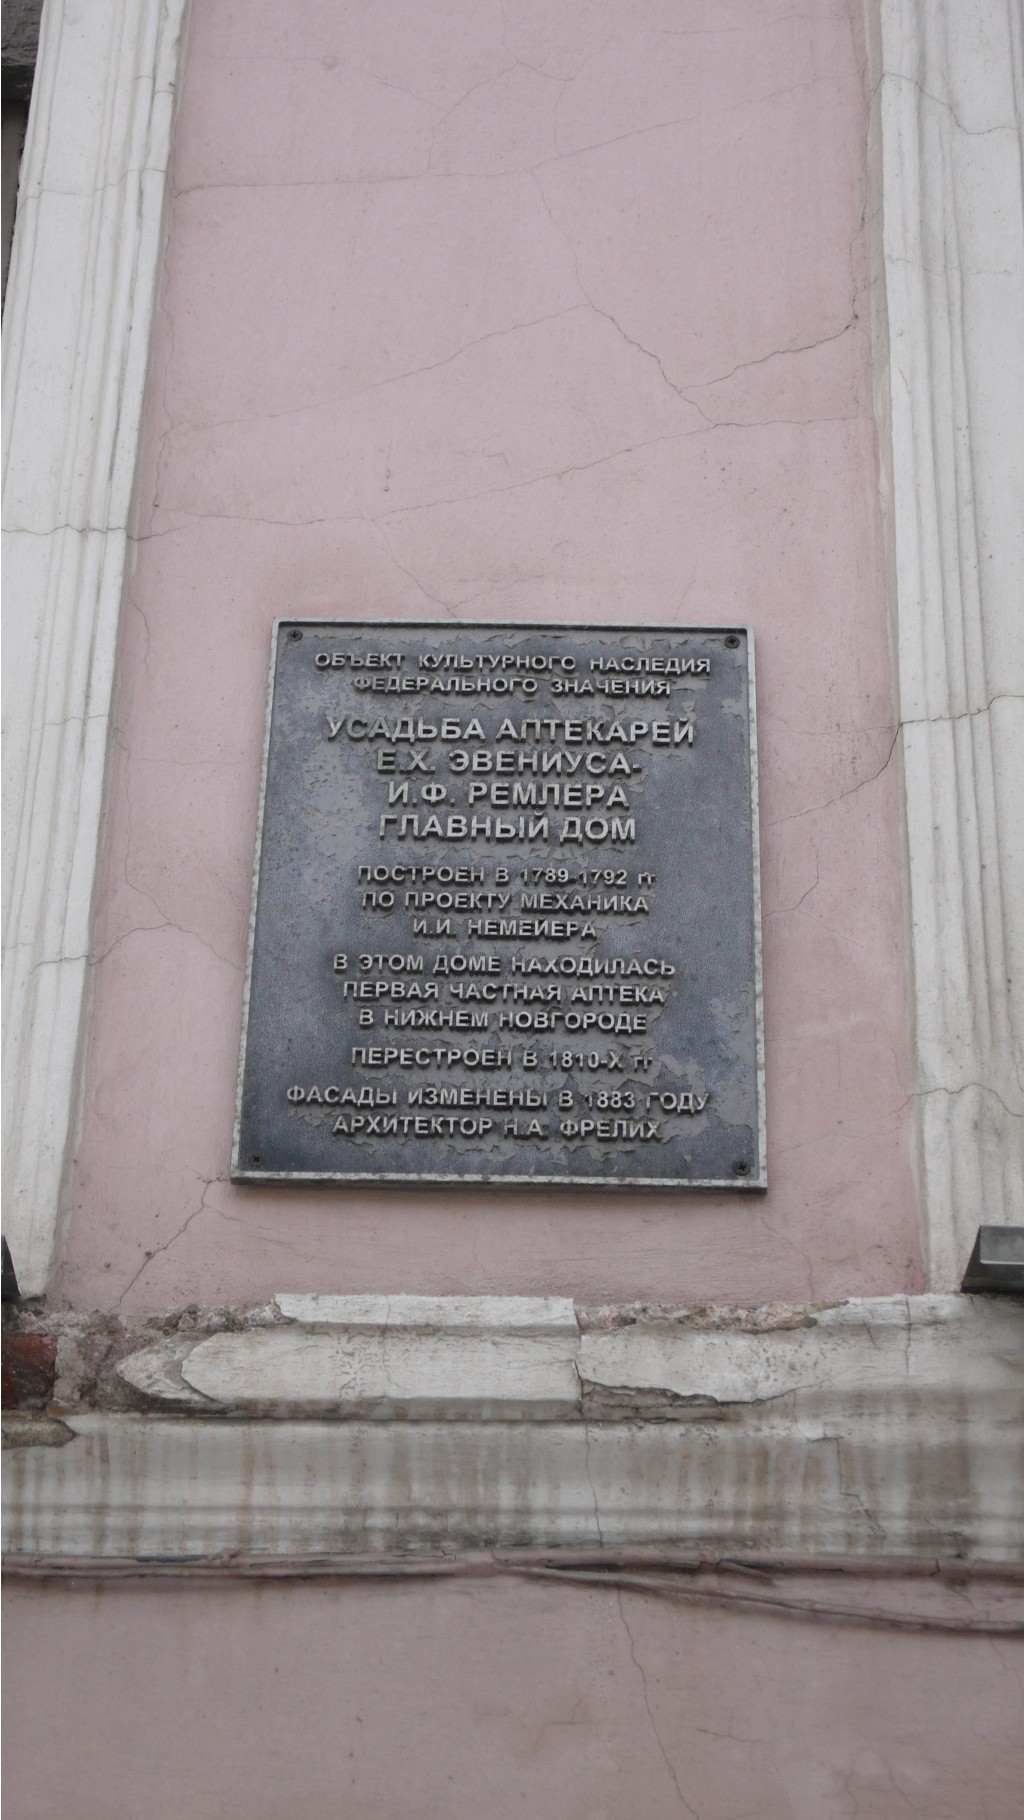 ОБЪЕКТ КУЛЬТУРНОГО НАСЛЕДИЯ
ФЕДЕРАЛЬНОГО ЗНАЧЕНИЯ
УСАДЬБА АПТЕКАРЕЙ
Е.Х. ЭВЕНИУСА-
И.Ф. РЕМЛЕРА
ГЛАВНЫЙ ДОМ
ПОСТРОЕН В 1789-1792 гг
ПО ПРОЕКТУ МЕХАНИКА
И.И. НЕМЕЙЕРА
В ЭТОМ ДОМЕ НАХОДИЛАСЬ
ПЕРВАЯ ЧАСТНАЯ АПТЕКА
В НИЖНЕМ НОВГОРОДЕ
ПЕРЕСТРОЕН В 1810-Х гг
ФАСАДЫ ИЗМЕНЕНЫ В 1883 ГОДУ
АРХИТЕКТОР Н.А. ФРЕЛИХ